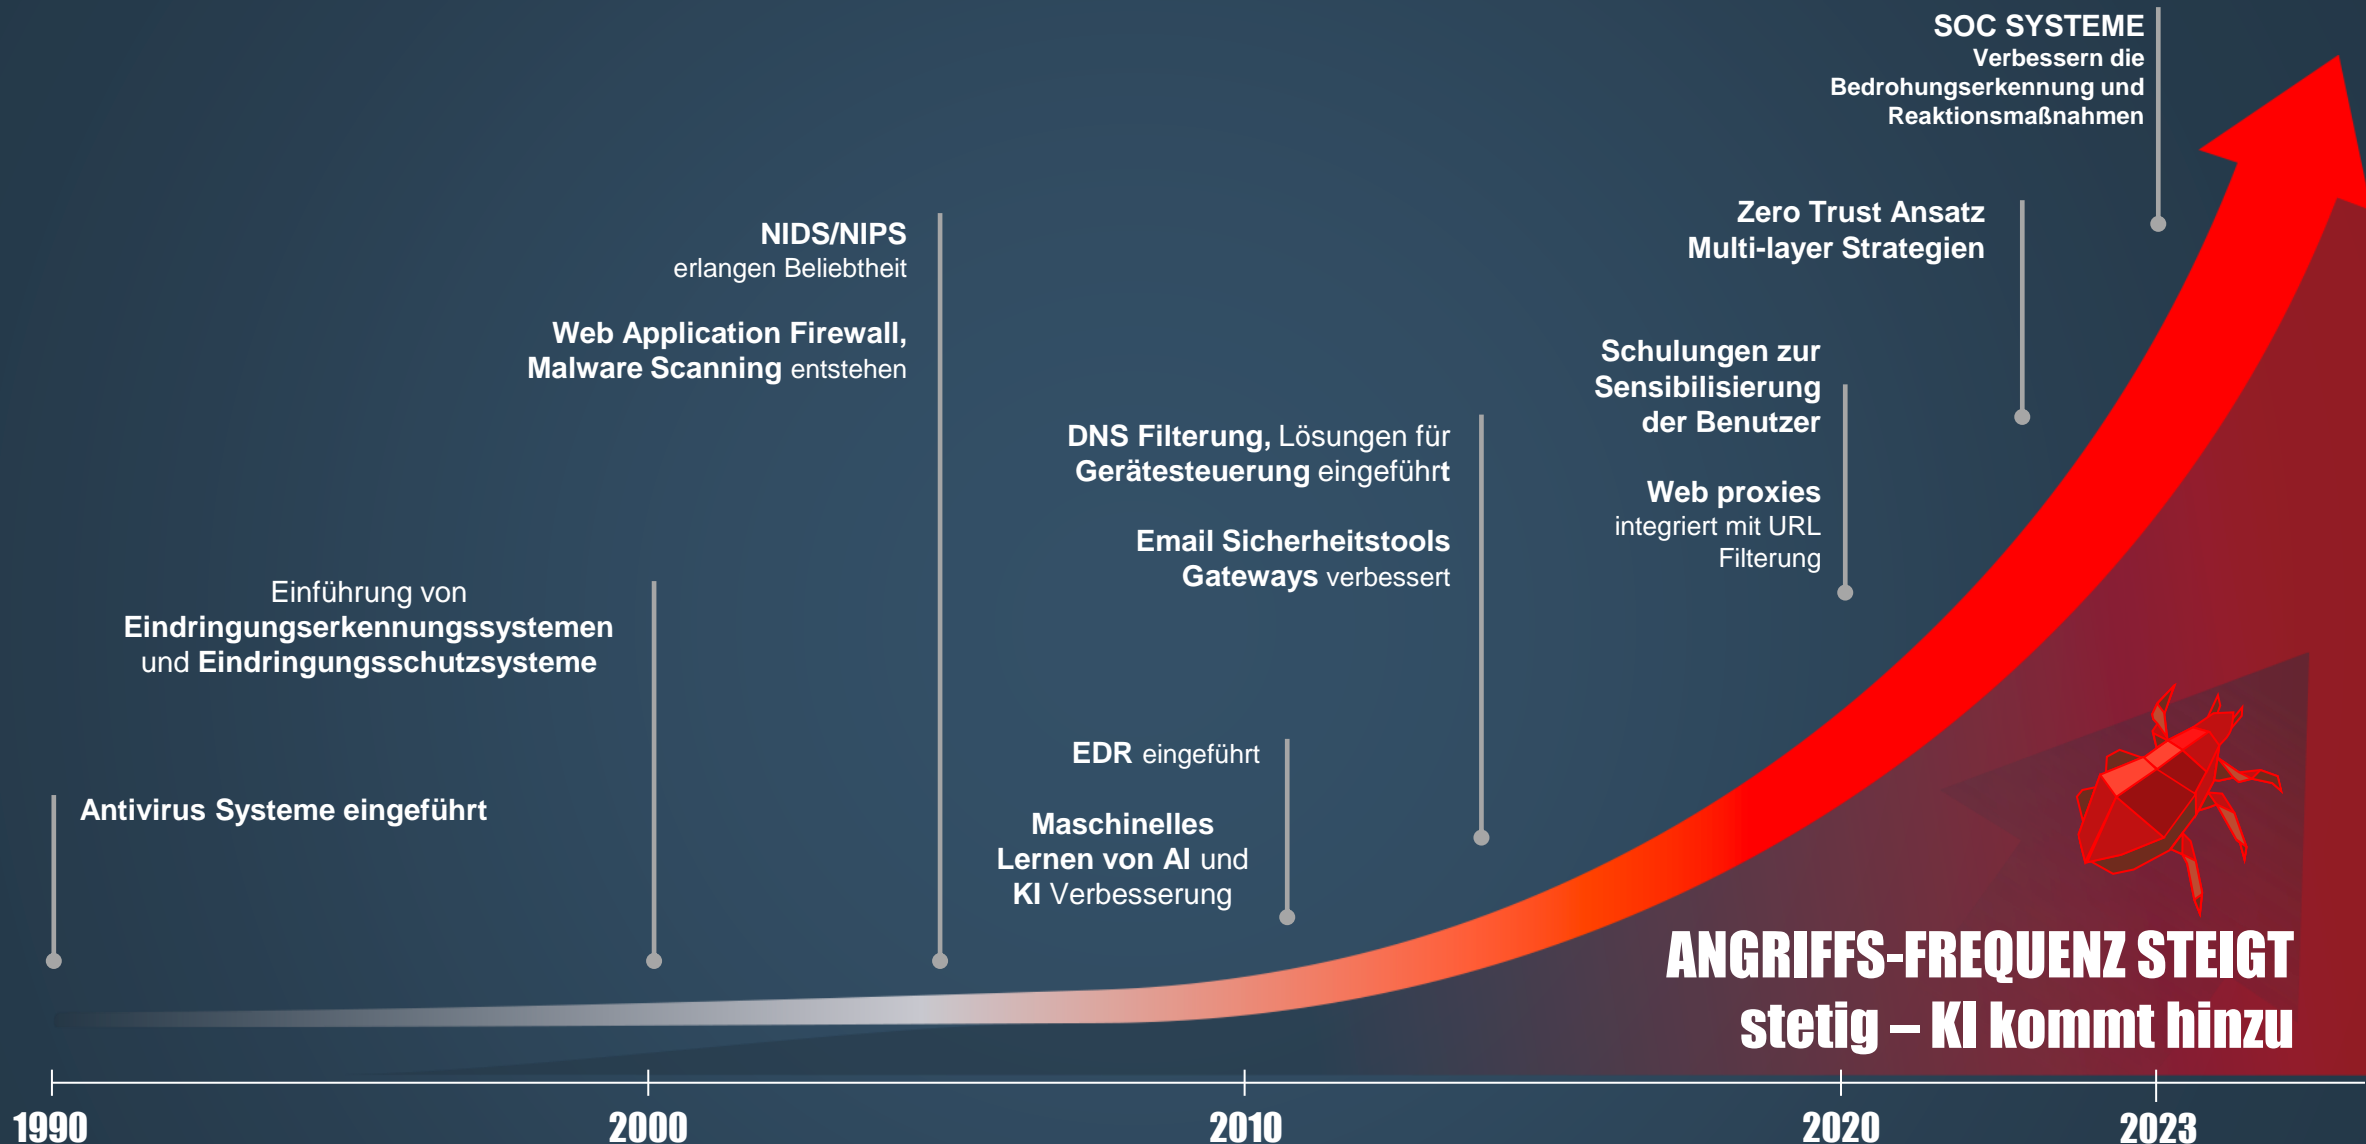 SOC SYSTEME
Verbessern die
Bedrohungserkennung und
Reaktionsmaßnahmen
Zero Trust Ansatz
Multi-layer Strategien
NIDS/NIPS
erlangen Beliebtheit
Web Application Firewall,
Malware Scanning entstehen
Schulungen zur
Sensibilisierung
der Benutzer
Web proxies
integriert mit URL
Filterung
DNS Filterung, Lösungen für
Gerätesteuerung eingeführt
Email Sicherheitstools
Gateways verbessert
Einführung von
Eindringungserkennungssystemen
und Eindringungsschutzsysteme
EDR eingeführt
Maschinelles
Lernen von AI und
KI Verbesserung
Antivirus Systeme eingeführt
ANGRIFFS-FREQUENZ STEIGT
stetig – KI kommt hinzu
1990
2000
2010
2020
2023